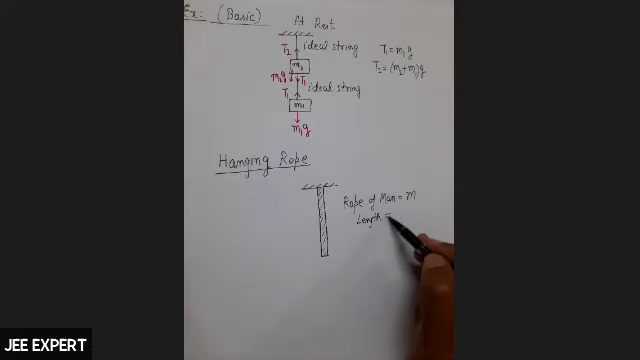 Ex: (Basic)
At Rest
T₂
ideal string
T₁ = m₁g
m₂
T₂ = (m₂+m₁)g
m₂g
T₁
T₁
ideal string
m₁
m₁g
Hanging Rope
Rope of Mass = m
Length =
JEE EXPERT